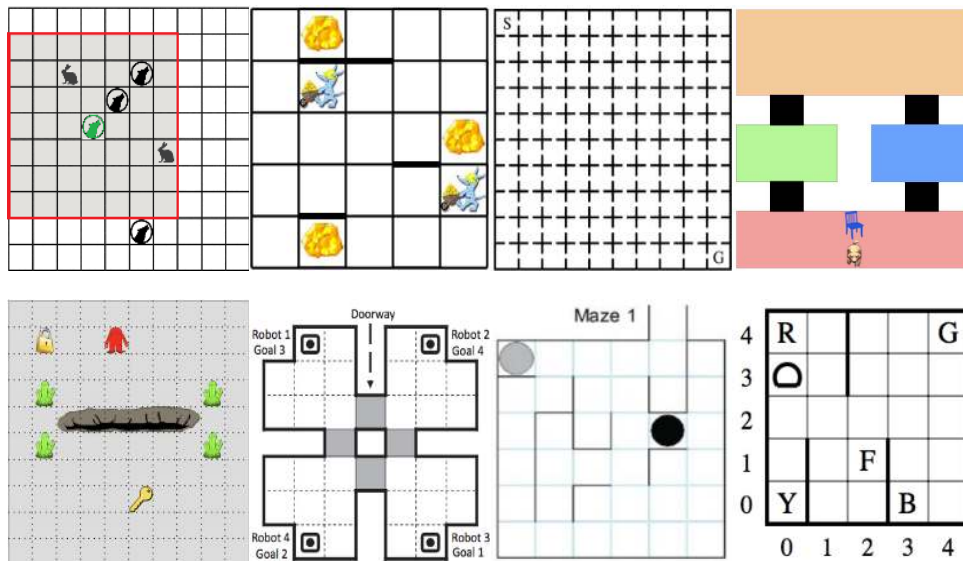 S
G
Doorway
Robot 1
Goal 3
Robot 2
Goal 4
Robot 4
Goal 2
Robot 3
Goal 1
Maze 1
4
3
2
1
0
R
G
D
F
Y
B
0 1 2 3 4